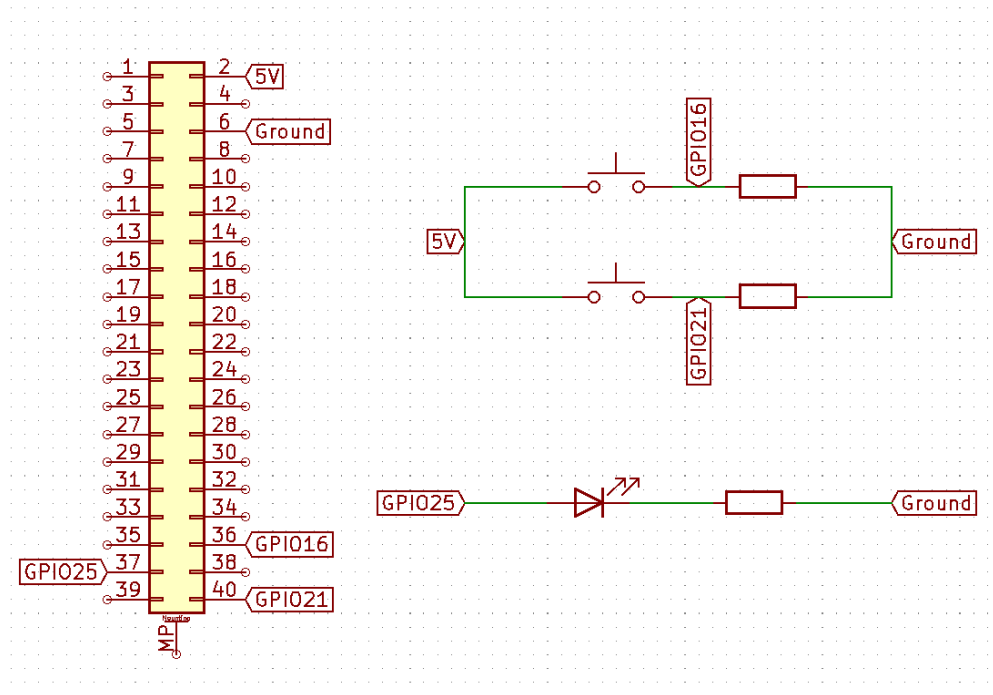 1 2 5V
3 4
5 6 Ground
7 8
9 10
11 12
13 14
15 16
17 18
19 20
21 22
23 24
25 26
27 28
29 30
31 32
33 34
35 36 GPIO16
GPIO25 37 38
39 40 GPIO21
MP
GPIO16
5V
Ground
GPIO21
GPIO25
Ground